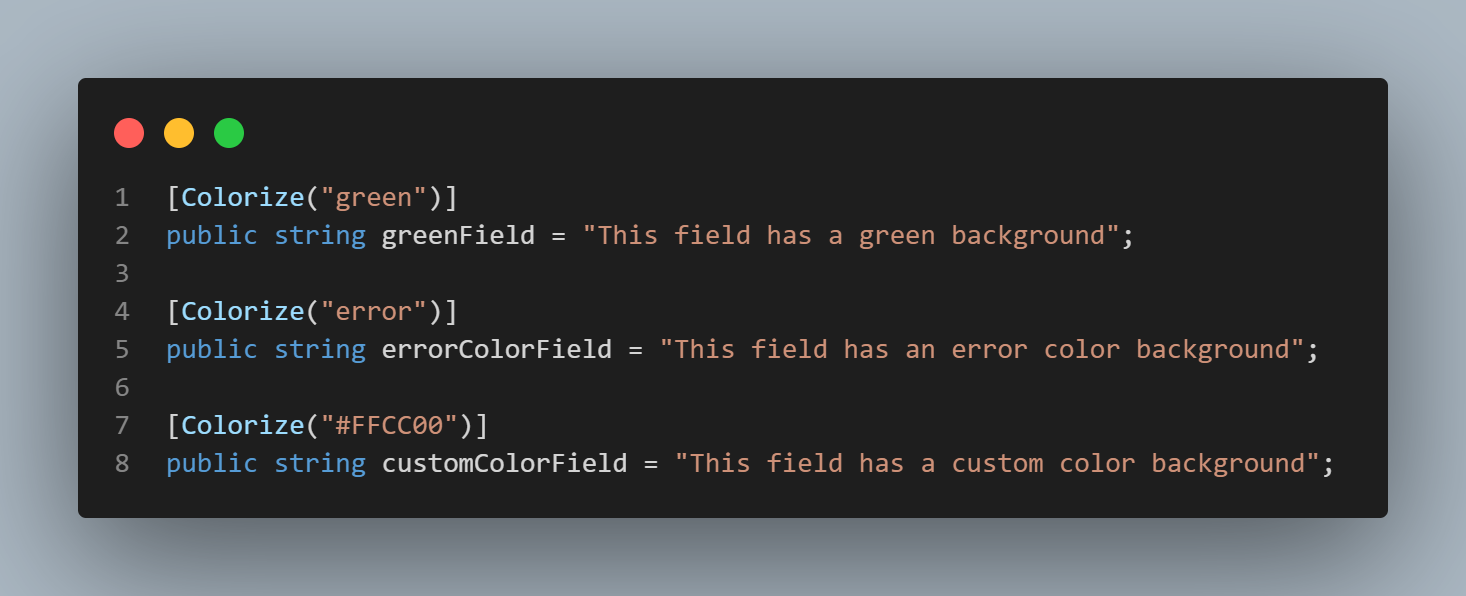 1 [Colorize("green")]
2 public string greenField = "This field has a green background";
3
4 [Colorize("error")]
5 public string errorColorField = "This field has an error color background";
6
7 [Colorize("#FFCC00")]
8 public string customColorField = "This field has a custom color background";